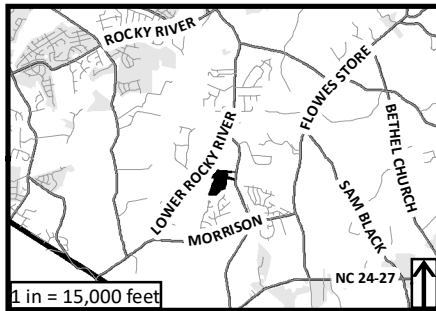 ROCKY RIVER
FLOWES STORE
BETHEL CHURCH
LOWER ROCKY RIVER
SAM BLACK
MORRISON
NC 24-27
1 in = 15,000 feet